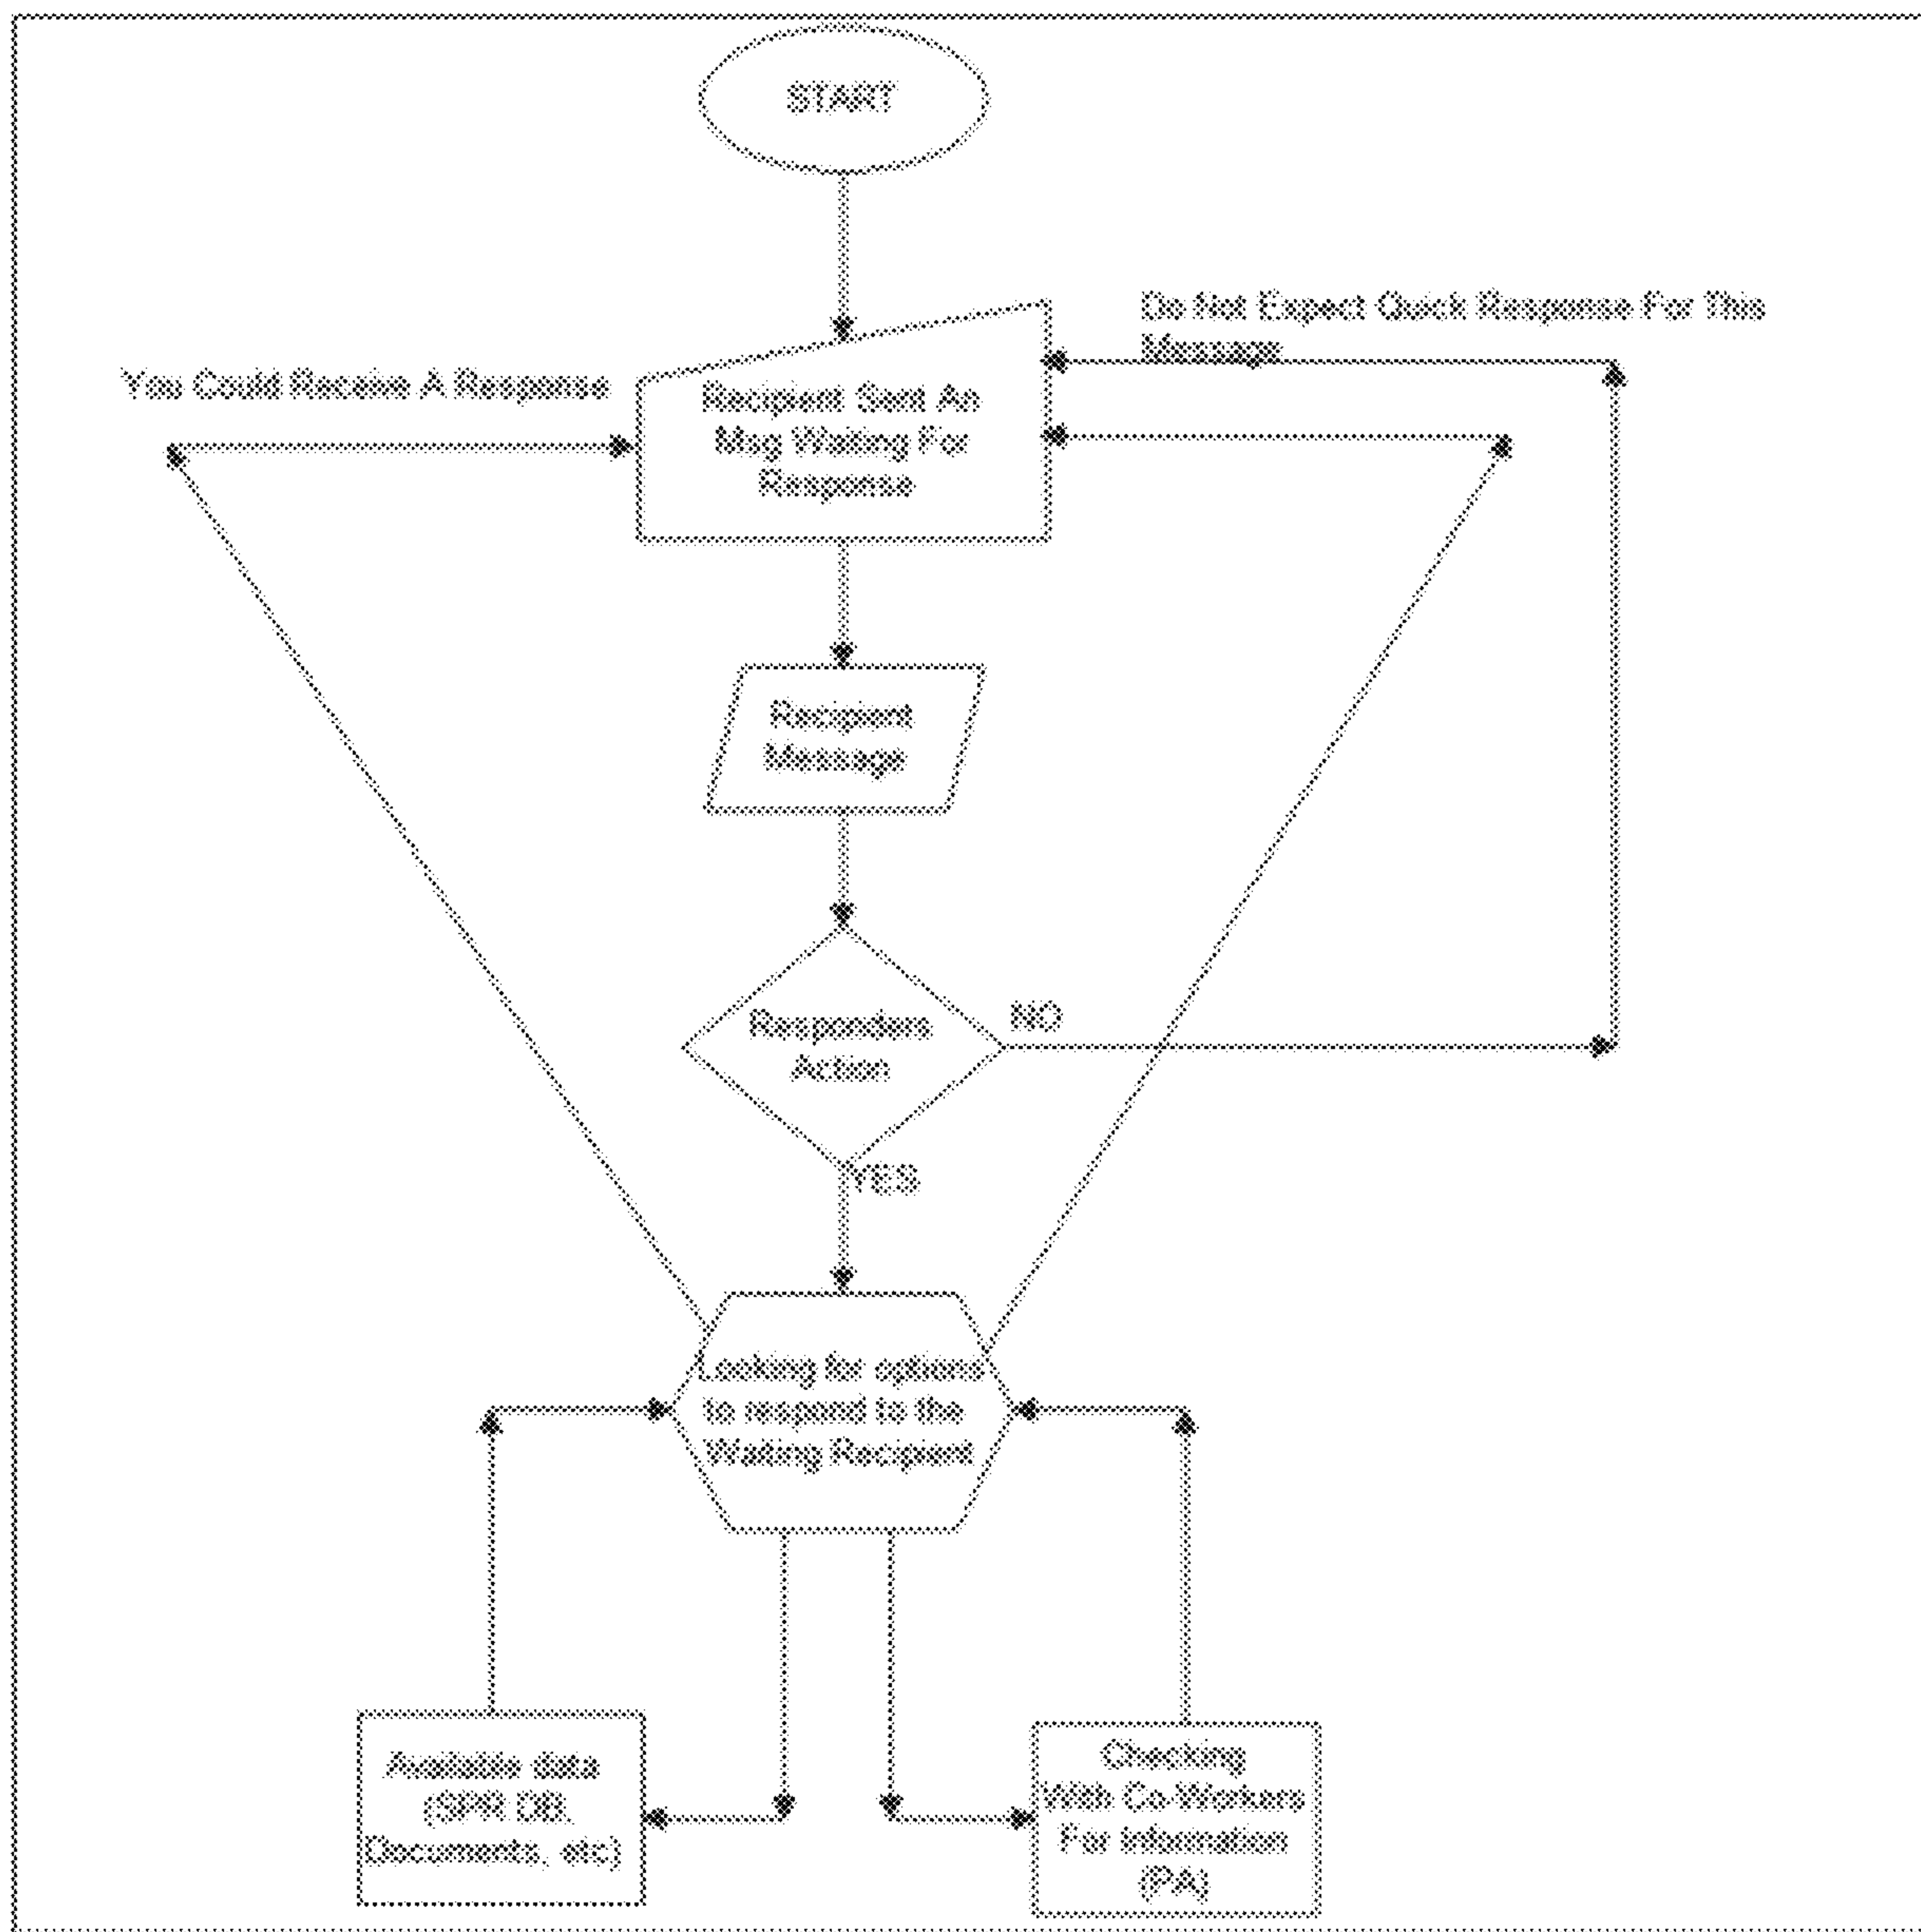 START
Do Not Expect Quick Response For This
Message
You Could Receive A Response
Recipient Sent An
Msg Waiting For
Response
Recipient
Message
Responders
Action
NO
YES
Looking for options
to respond to the
Waiting Recipient
Available data
(SPR DB,
Documents, etc)
Checking
With Co-Workers
For Information
(PA)